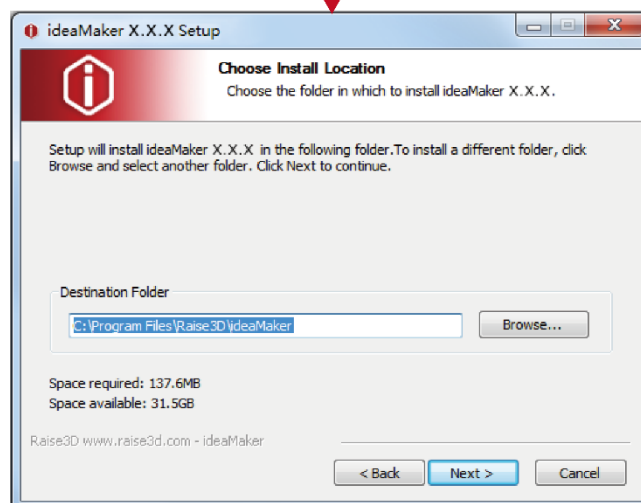 ideaMaker X.X.X Setup
Choose Install Location
Choose the folder in which to install ideaMaker X.X.X.
Setup will install ideaMaker X.X.X in the following folder.To install a different folder, click
Browse and select another folder. Click Next to continue.
Destination Folder
C:\Program Files\Raise3D\ideaMaker
Browse...
Space required: 137.6MB
Space available: 31.5GB
Raise3D www.raise3d.com - ideaMaker
< Back
Next >
Cancel